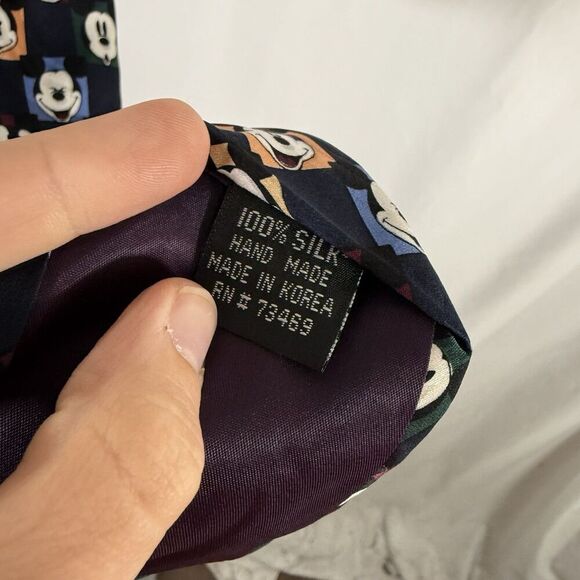 100% SILK
HAND MADE
MADE IN KOREA
RN # 73469